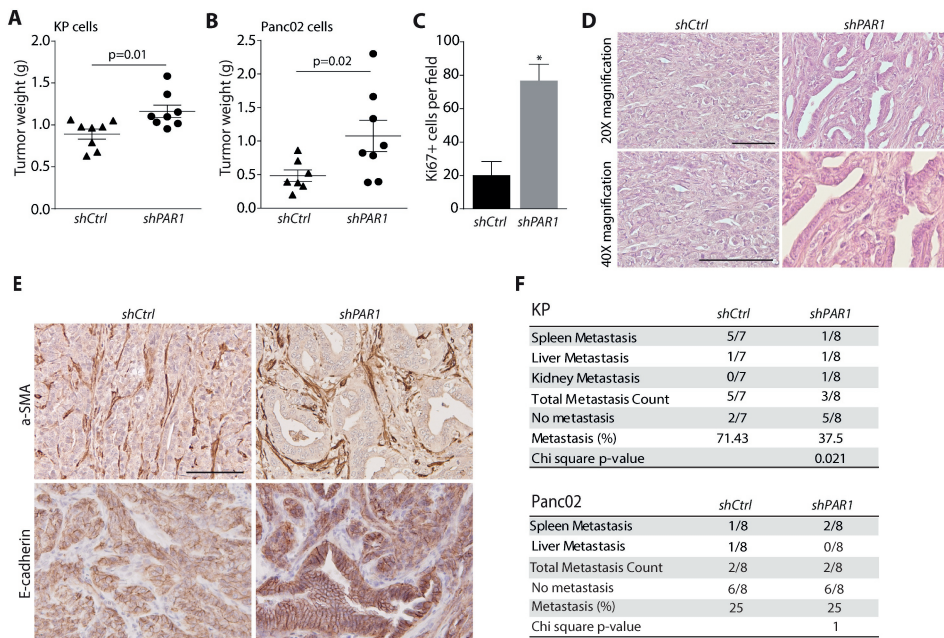 A
KP cells
Turmor weight (g)
2.0
1.5
1.0
0.5
0.0
p=0.01
shCtrl
shPAR1
B
Panc02 cells
Turmor weight (g)
2.5
2.0
1.5
1.0
0.5
0.0
p=0.02
shCtrl
shPAR1
C
Ki67+ cells per field
100
80
60
40
20
0
*
shCtrl
shPAR1
D
shCtrl
shPAR1
20X magnification
40X magnification
E
shCtrl
shPAR1
a-SMA
E-cadherin
F
KP shCtrl shPAR1
Spleen Metastasis 5/7 1/8
Liver Metastasis 1/7 1/8
Kidney Metastasis 0/7 1/8
Total Metastasis Count 5/7 3/8
No metastasis 2/7 5/8
Metastasis (%) 71.43 37.5
Chi square p-value 0.021
Panc02 shCtrl shPAR1
Spleen Metastasis 1/8 2/8
Liver Metastasis 1/8 0/8
Total Metastasis Count 2/8 2/8
No metastasis 6/8 6/8
Metastasis (%) 25 25
Chi square p-value 1